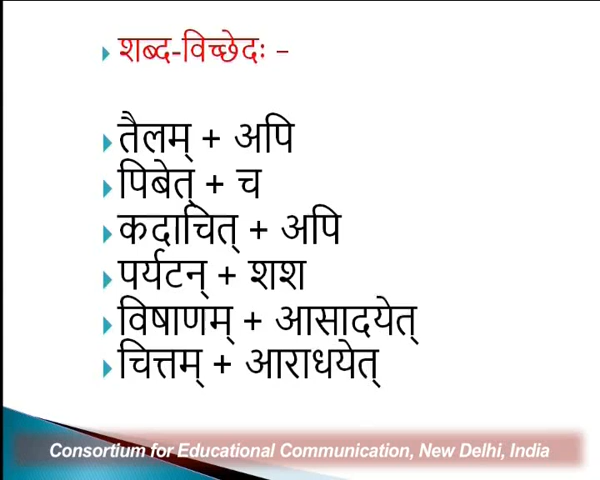 शब्द-विच्छेदः –
तैलम् + अपि
पिबेत् + च
कदाचित् + अपि
पर्यटन् + शश
विषाणम् + आसादयेत्
चित्तम् + आराधयेत्
Consortium for Educational Communication, New Delhi, India